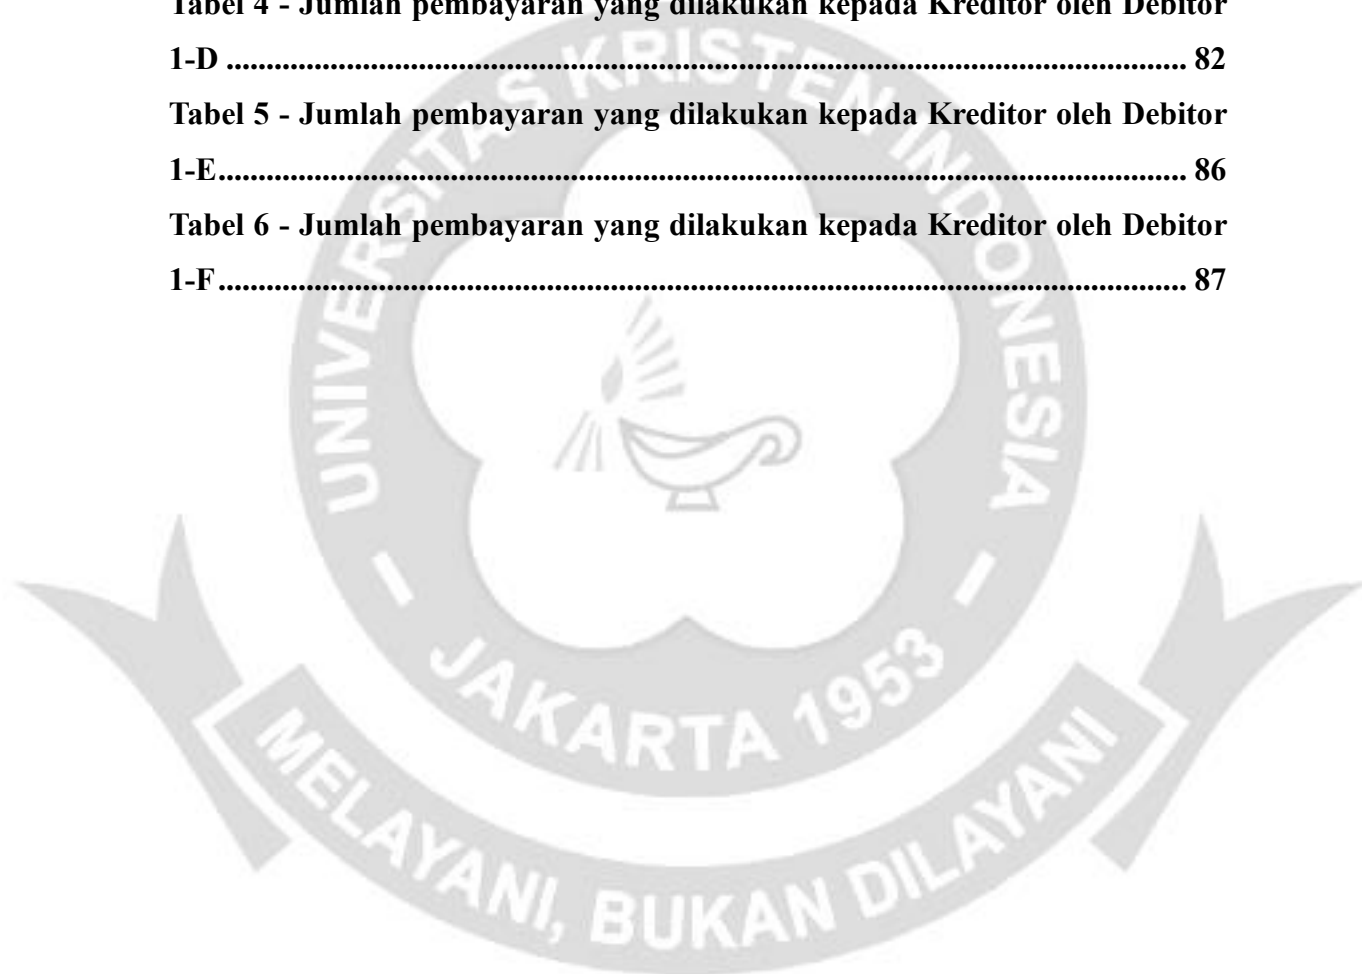 Tabel 4 - Jumlah pembayaran yang dilakukan kepada Kreditor oleh Debitor
1-D ........................................................................................................................ 82
Tabel 5 - Jumlah pembayaran yang dilakukan kepada Kreditor oleh Debitor
1-E......................................................................................................................... 86
Tabel 6 - Jumlah pembayaran yang dilakukan kepada Kreditor oleh Debitor
1-F......................................................................................................................... 87
UNIVERSITAS KRISTEN INDONESIA
JAKARTA 1953
MELAYANI, BUKAN DILAYANI